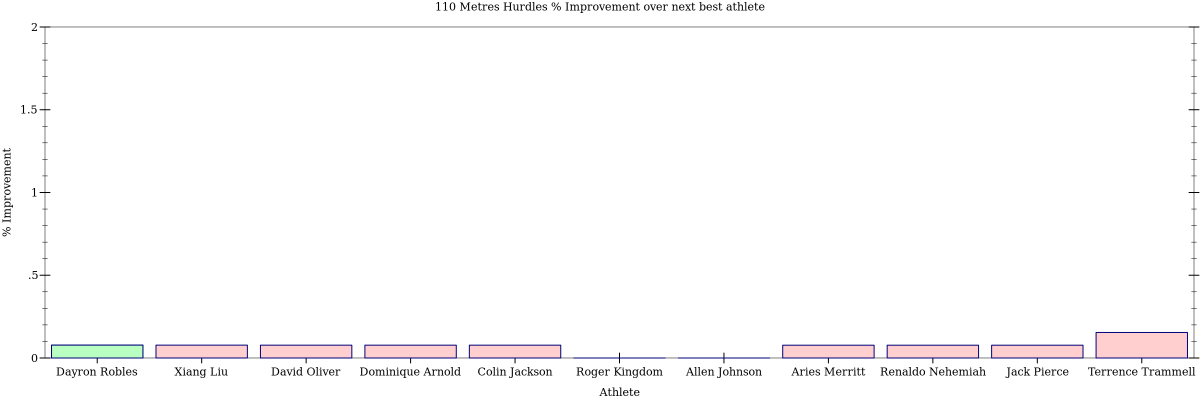 110 Metres Hurdles % Improvement over next best athlete
2
1.5
1
.5
0
% Improvement
Dayron Robles Xiang Liu David Oliver Dominique Arnold Colin Jackson Roger Kingdom Allen Johnson Aries Merritt Renaldo Nehemiah Jack Pierce Terrence Trammell
Athlete